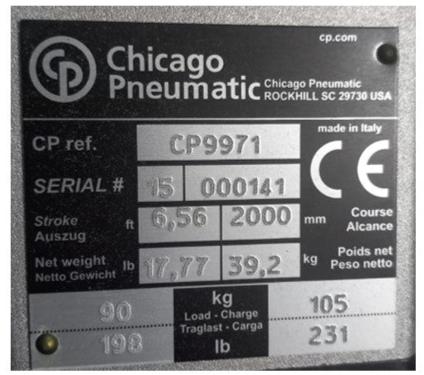 cp.com
CP Chicago
Pneumatic Chicago Pneumatic
ROCKHILL SC 29730 USA
CP ref. CP9971 made in Italy
SERIAL # 15 000141 CE
Stroke ft 6,56 2000 mm Course
Auszug Alcance
Net weight lb 17,77 39,2 kg Poids net
Netto Gewicht Peso netto
90 kg 105
Load - Charge
Traglast - Carga
198 lb 231